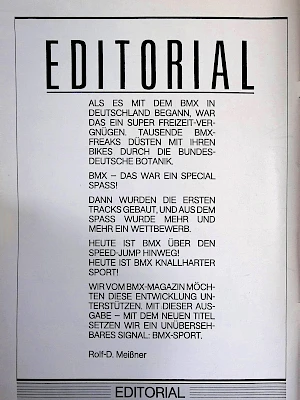 EDITORIAL
ALS ES MIT DEM BMX IN
DEUTSCHLAND BEGANN, WAR
DAS EIN SUPER FREIZEIT-VER-
GNÜGEN. TAUSENDE BMX-
FREAKS DÜSTEN MIT IHREN
BIKES DURCH DIE BUNDES-
DEUTSCHE BOTANIK.
BMX – DAS WAR EIN SPECIAL
SPASS!
DANN WURDEN DIE ERSTEN
TRACKS GEBAUT, UND AUS DEM
SPASS WURDE MEHR UND
MEHR EIN WETTBEWERB.
HEUTE IST BMX ÜBER DEN
SPEED-JUMP HINWEG!
HEUTE IST BMX KNALLHARTER
SPORT!
WIR VOM BMX-MAGAZIN MÖCH-
TEN DIESE ENTWICKLUNG UN-
TERSTÜTZEN. MIT DIESER AUS-
GABE – MIT DEM NEUEN TITEL
SETZEN WIR EIN UNÜBERSEH-
BARES SIGNAL: BMX-SPORT.
Rolf-D. Meißner
EDITORIAL